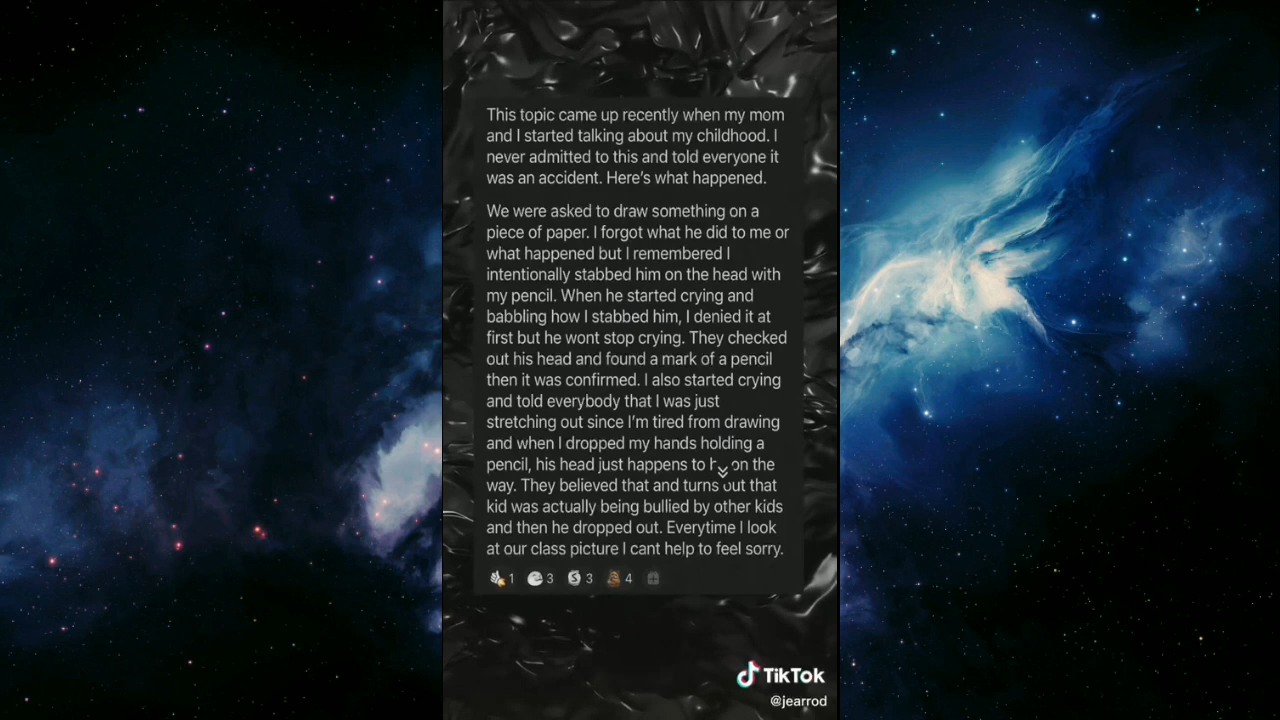 This topic came up recently when my mom
and I started talking about my childhood. I
never admitted to this and told everyone it
was an accident. Here's what happened.
We were asked to draw something on a
piece of paper. I forgot what he did to me or
what happened but I remembered I
intentionally stabbed him on the head with
my pencil. When he started crying and
babbling how I stabbed him, I denied it at
first but he wont stop crying. They checked
out his head and found a mark of a pencil
then it was confirmed. I also started crying
and told everybody that I was just
stretching out since I'm tired from drawing
and when I dropped my hands holding a
pencil, his head just happens to on the
way. They believed that and turns out that
kid was actually being bullied by other kids
and then he dropped out. Everytime I look
at our class picture I cant help to feel sorry.
1 3 3 4
TikTok
@jearrod